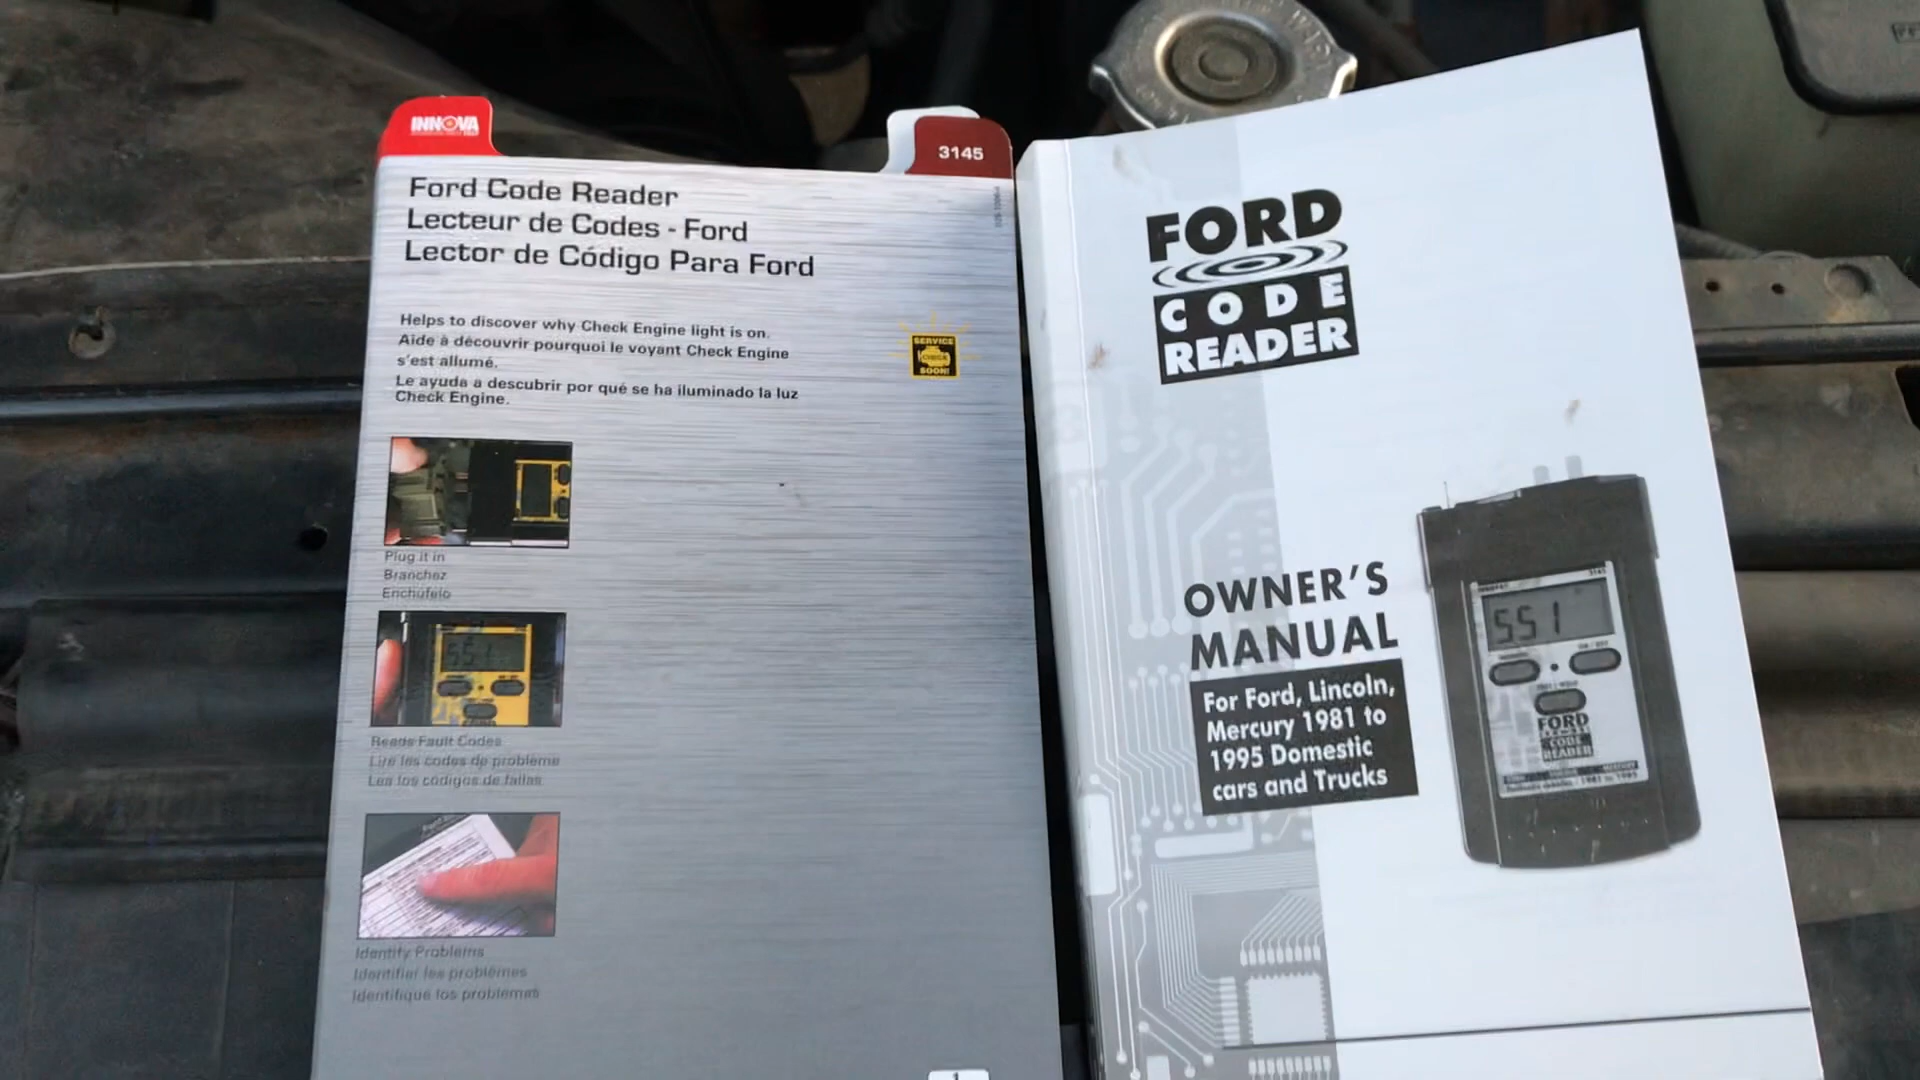 INNOVA
3145
Ford Code Reader
Lecteur de Codes - Ford
Lector de Código Para Ford
Helps to discover why Check Engine light is on.
Aide à découvrir pourquoi le voyant Check Engine
s'est allumé.
Le ayuda a descubrir por qué se ha iluminado la luz
Check Engine.
SERVICE
CHECK
SOON!
Plug it in
Branchez
Enchúfelo
551
Reads Fault Codes
Lire les codes de problème
Lea los códigos de fallas
Identify Problems
Identifier les problèmes
Identifique los problemas
1
FORD
CODE
READER
OWNER'S
MANUAL
For Ford, Lincoln,
Mercury 1981 to
1995 Domestic
cars and Trucks
3145
551
FORD
CODE
READER